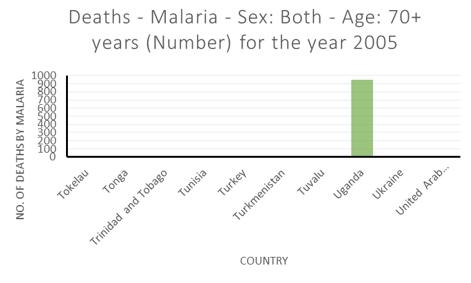 Deaths - Malaria - Sex: Both - Age: 70+
years (Number) for the year 2005
NO. OF DEATHS BY MALARIA
1000
900
800
700
600
500
400
300
200
100
0
Tokelau
Tonga
Trinidad and Tobago
Tunisia
Turkey
Turkmenistan
Tuvalu
Uganda
Ukraine
United Arab...
COUNTRY